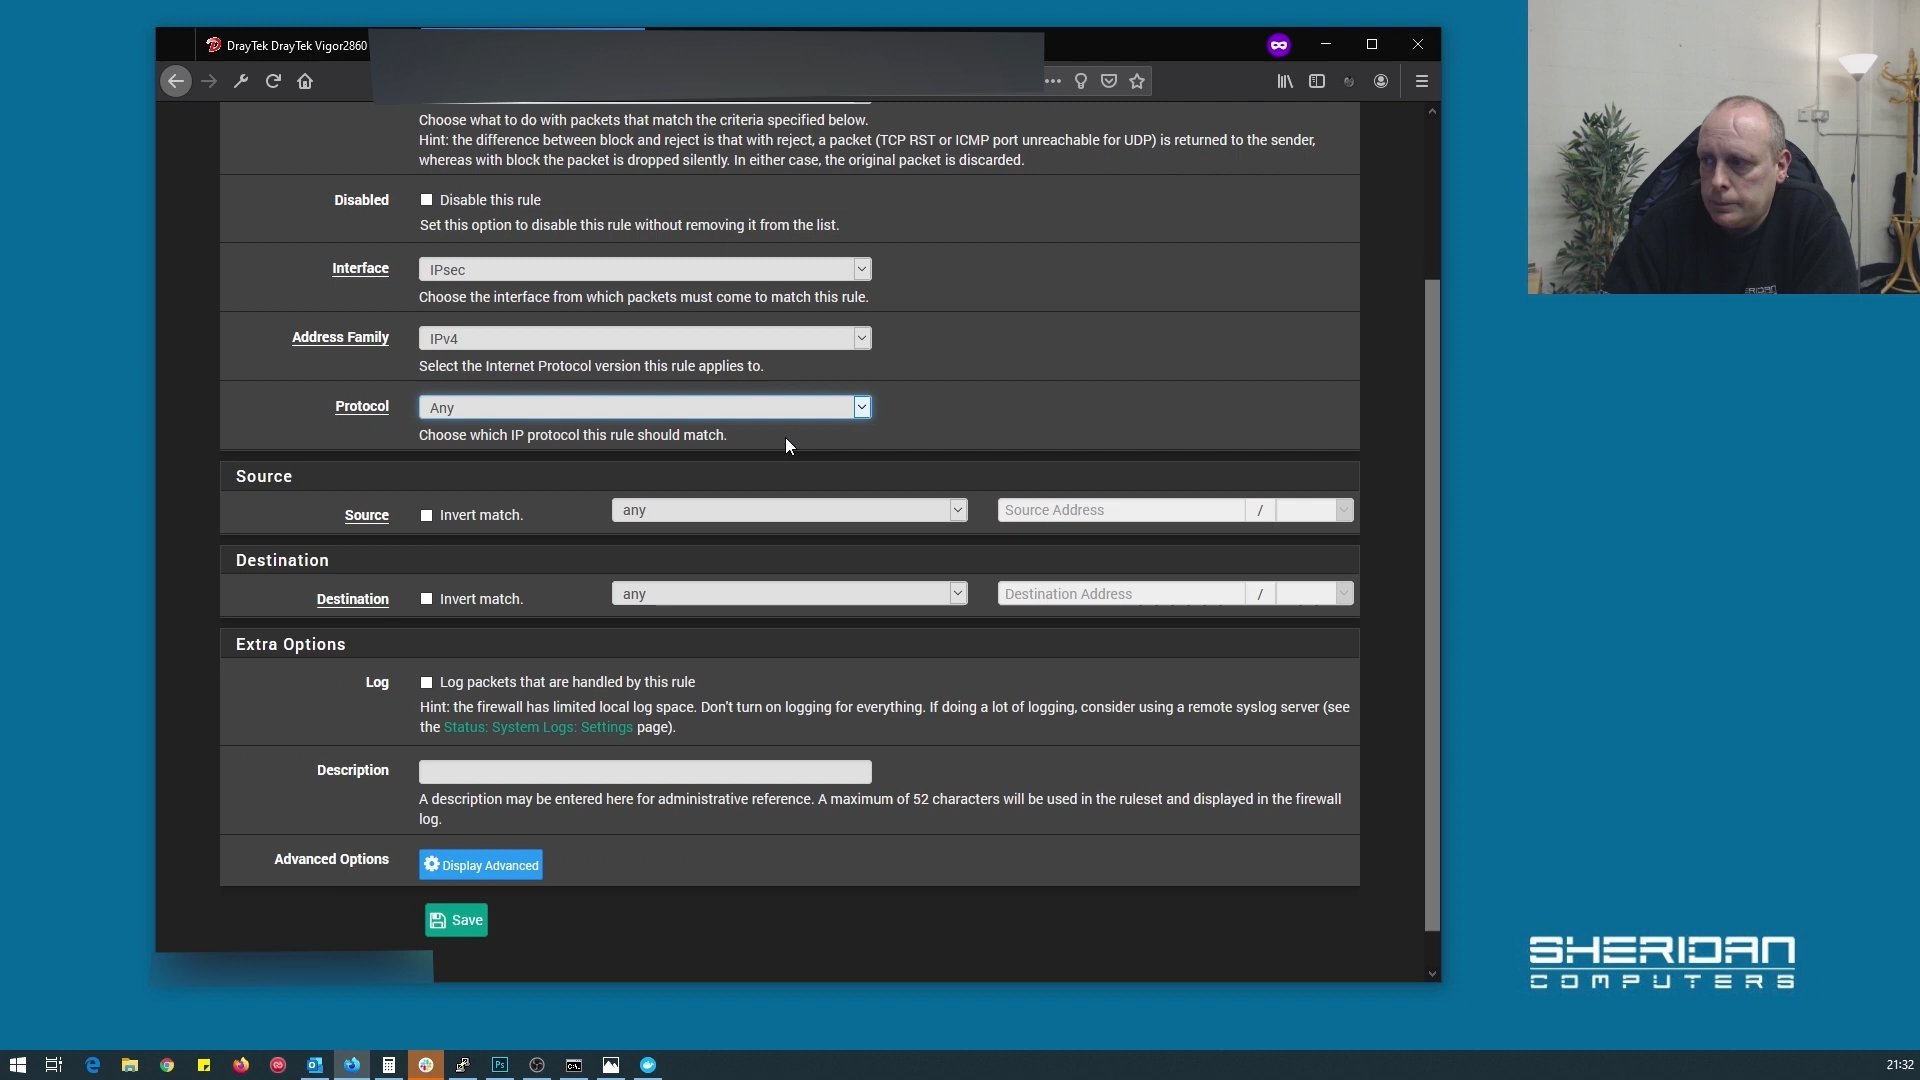 DrayTek DrayTek Vigor2860
Choose what to do with packets that match the criteria specified below.
Hint: the difference between block and reject is that with reject, a packet (TCP RST or ICMP port unreachable for UDP) is returned to the sender,
whereas with block the packet is dropped silently. In either case, the original packet is discarded.
Disabled
Disable this rule
Set this option to disable this rule without removing it from the list.
Interface
IPsec
Choose the interface from which packets must come to match this rule.
Address Family
IPv4
Select the Internet Protocol version this rule applies to.
Protocol
Any
Choose which IP protocol this rule should match.
Source
Source
Invert match.
any
Source Address
/
Destination
Destination
Invert match.
any
Destination Address
/
Extra Options
Log
Log packets that are handled by this rule
Hint: the firewall has limited local log space. Don't turn on logging for everything. If doing a lot of logging, consider using a remote syslog server (see
the Status: System Logs: Settings page).
Description
A description may be entered here for administrative reference. A maximum of 52 characters will be used in the ruleset and displayed in the firewall
log.
Advanced Options
Display Advanced
Save
SHERIDAN
COMPUTERS
Ps
21:32